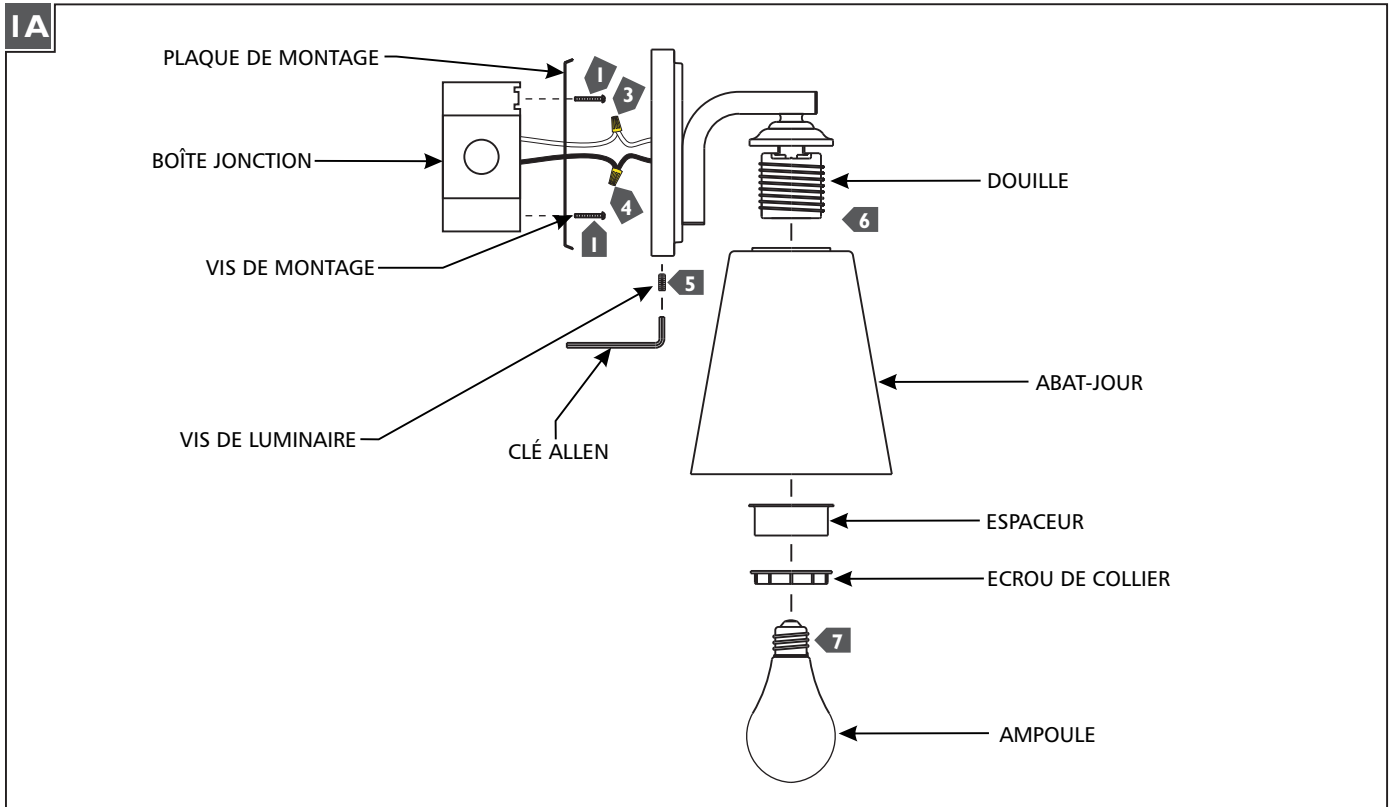 1A
PLAQUE DE MONTAGE
1
3
BOÎTE JONCTION
DOUILLE
4
6
1
VIS DE MONTAGE
5
ABAT-JOUR
VIS DE LUMINAIRE
CLÉ ALLEN
ESPACEUR
ECROU DE COLLIER
7
AMPOULE